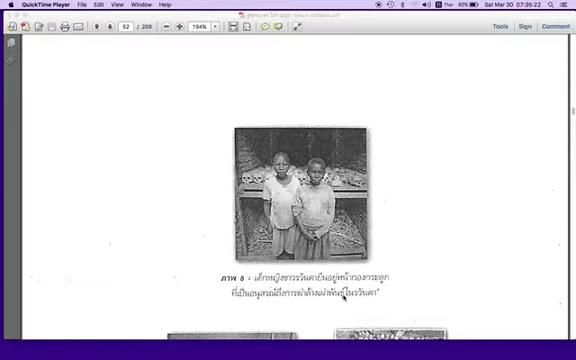 QuickTime Player File Edit View Window Help
Sat Mar 30 07:36:22
52 / 209
194%
Tools Sign Comment
ภาพ 8 : เด็กหญิงชาวรวันดายืนอยู่หน้ากองกระดูก
ที่เป็นอนุสรณ์ถึงการฆ่าล้างเผ่าพันธุ์ในรวันดา